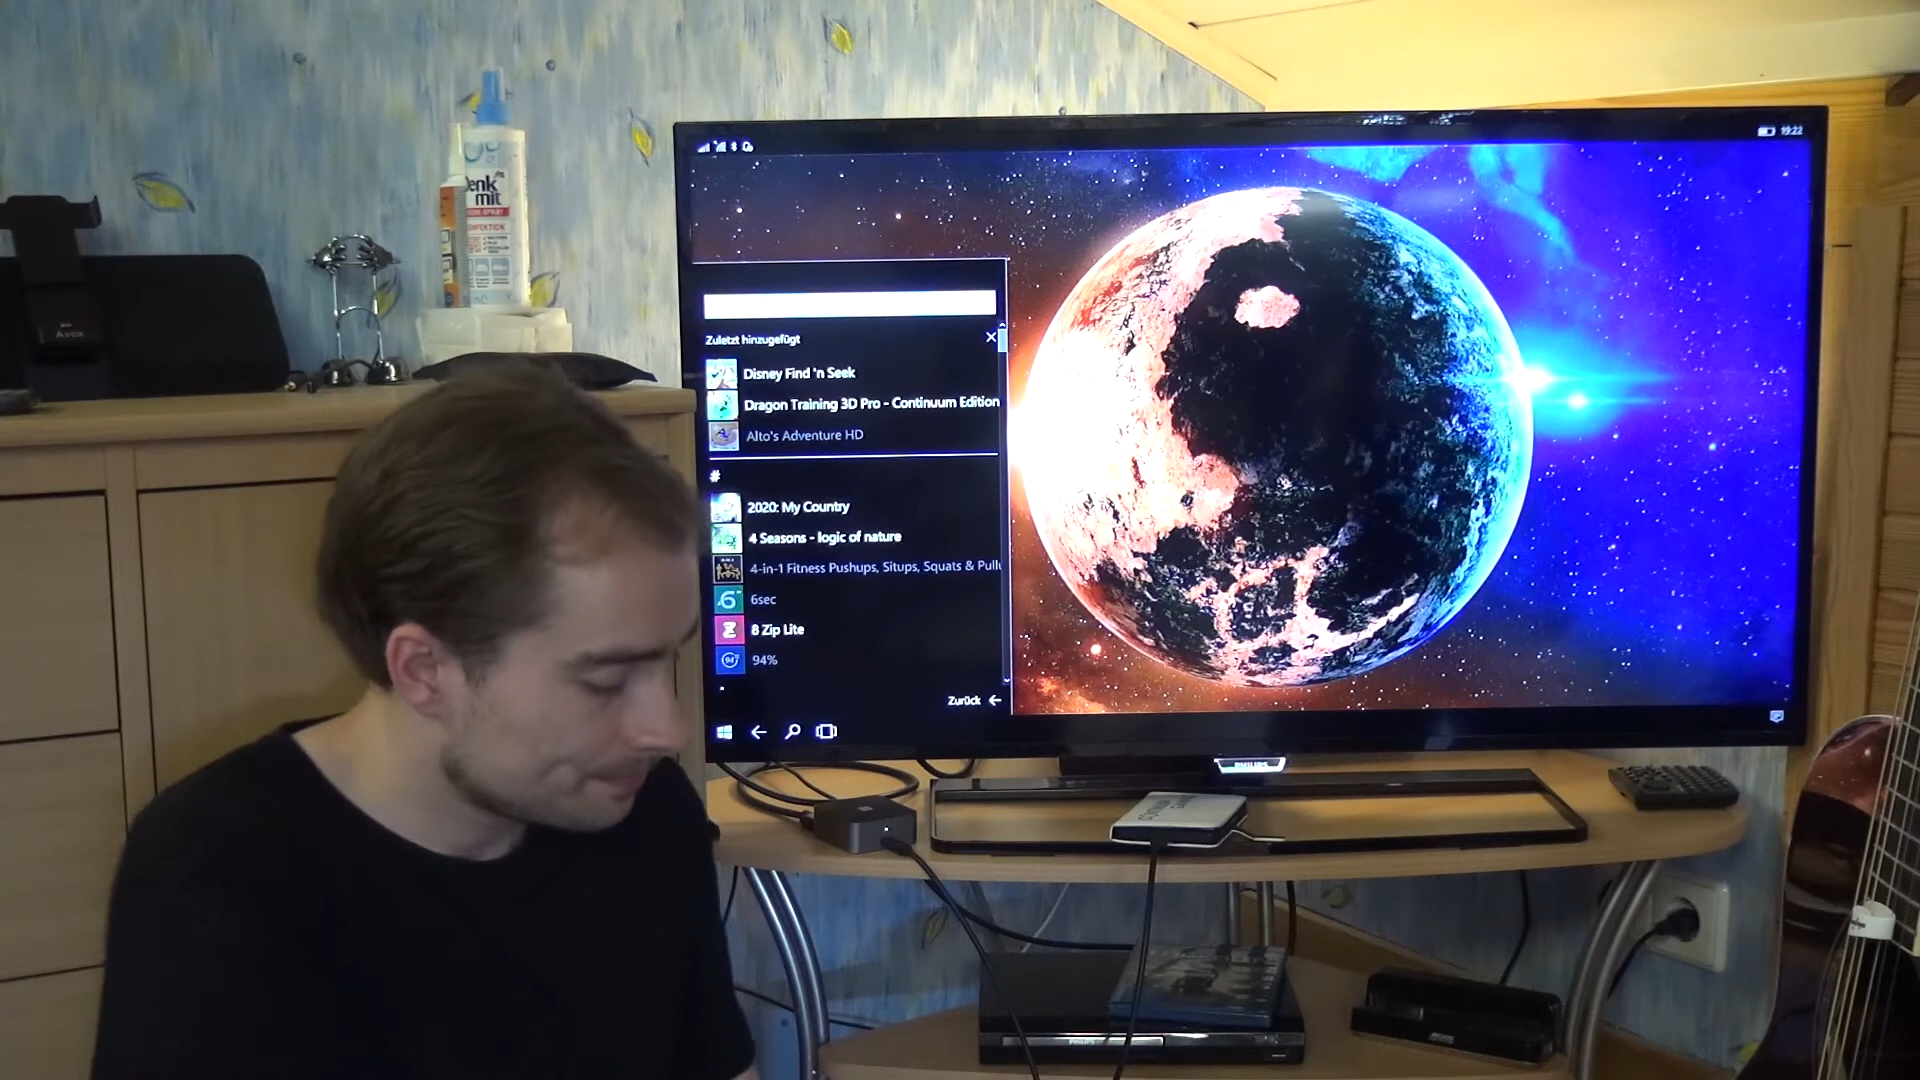 19:22
Denk
mit
Zuletzt hinzugefügt
Disney Find 'n Seek
Dragon Training 3D Pro - Continuum Edition
Alto's Adventure HD
#
2020: My Country
4 Seasons - logic of nature
4-in-1 Fitness Pushups, Situps, Squats & Pullu
6sec
8 Zip Lite
94%
Zurück
PHILIPS
CONTINUUM
PHILIPS